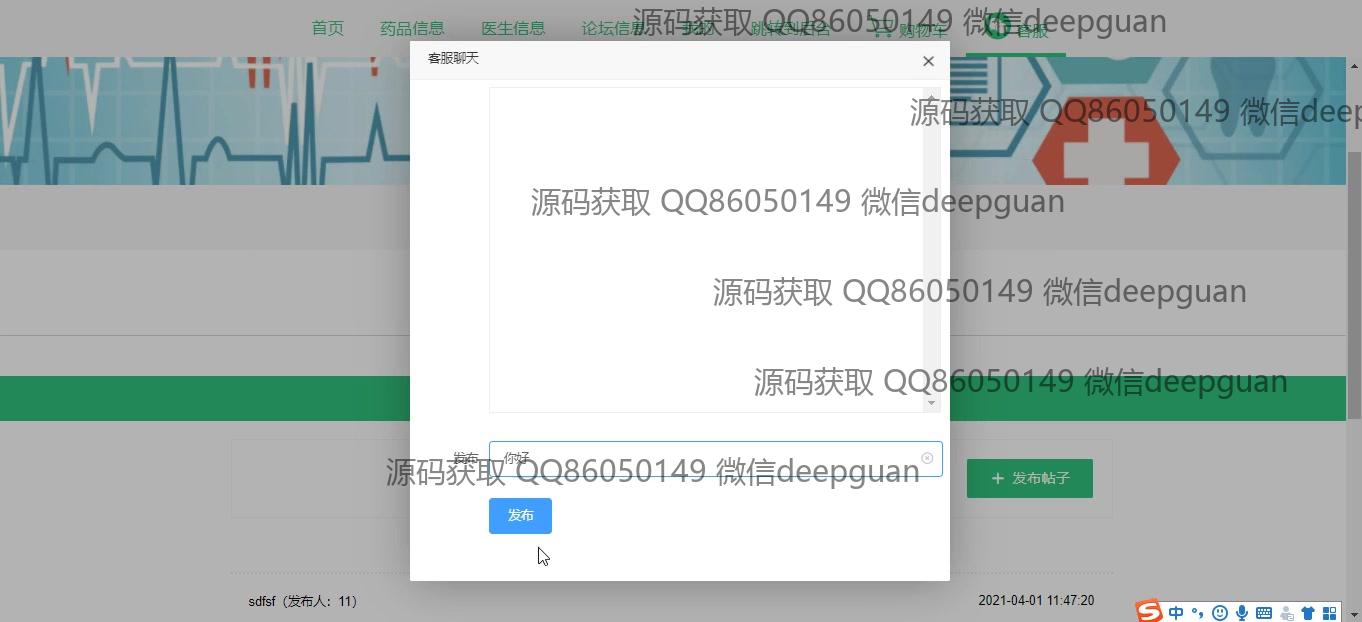 首页 药品信息 医生信息 论坛信息 我的 跳转到后台 购物车 客服
源码获取 QQ86050149 微信deepguan
客服聊天
源码获取 QQ86050149 微信deep
源码获取 QQ86050149 微信deepguan
源码获取 QQ86050149 微信deepguan
源码获取 QQ86050149 微信deepguan
发布 你好
源码获取 QQ86050149 微信deepguan
+ 发布帖子
发布
sdfsf（发布人：11） 2021-04-01 11:47:20
中